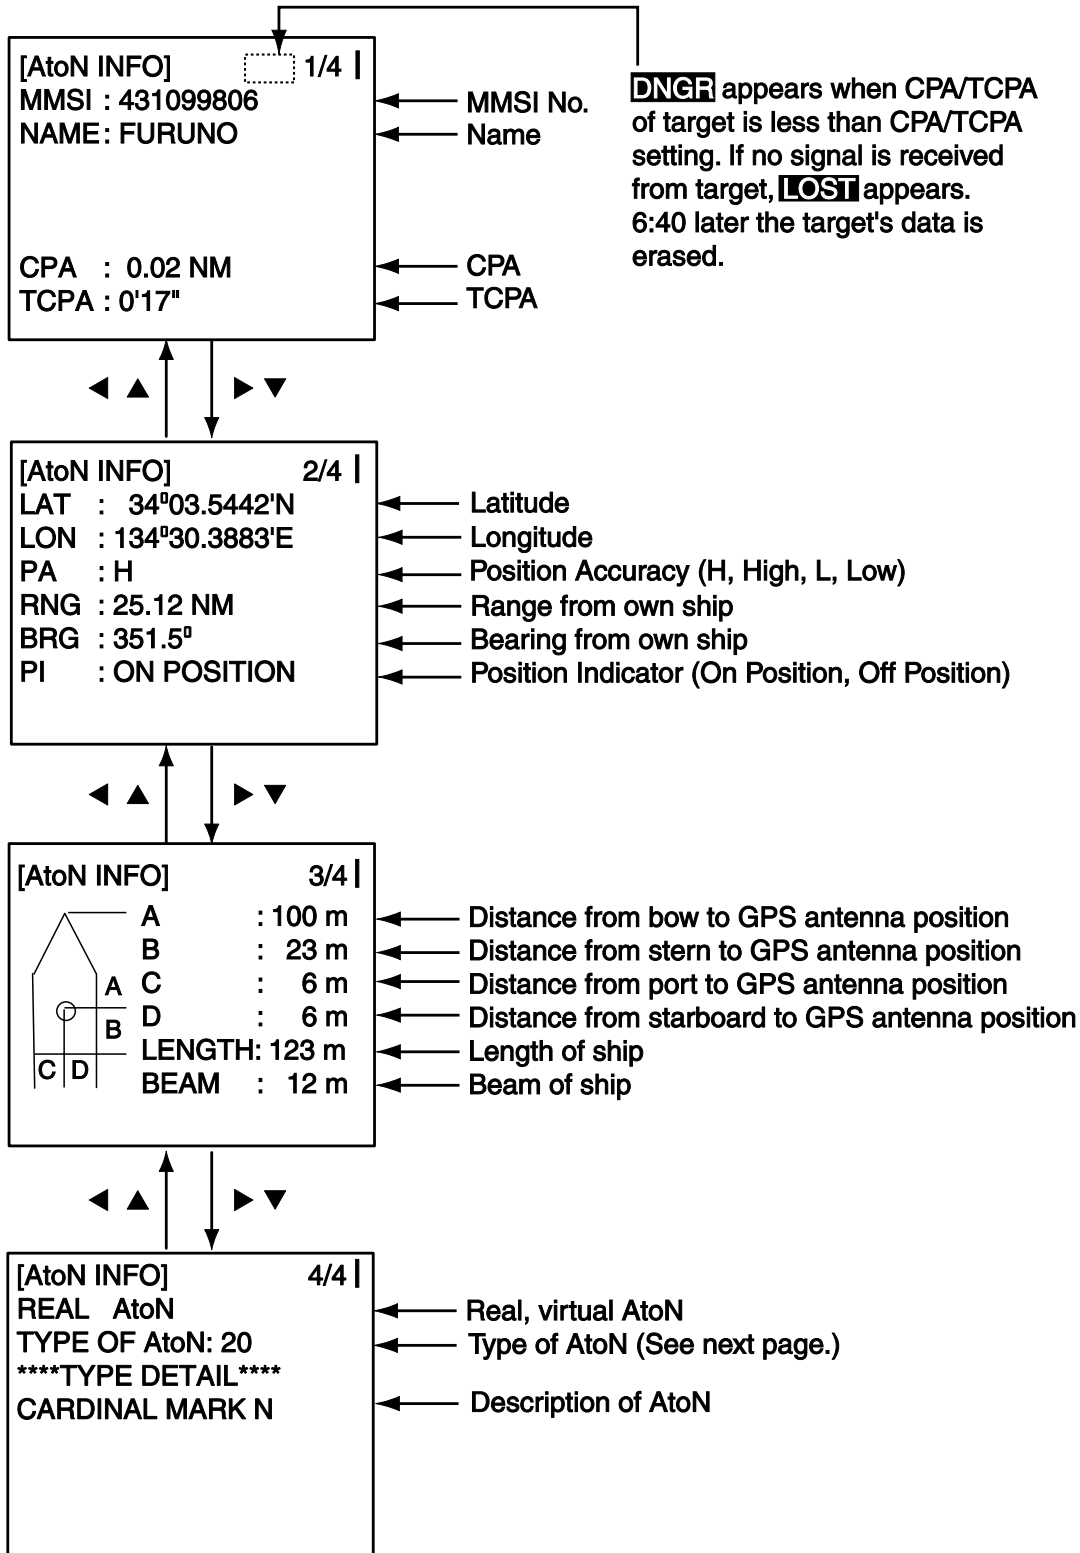 [AtoN INFO] 1/4
MMSI : 431099806
NAME : FURUNO
CPA : 0.02 NM
TCPA : 0'17"
MMSI No.
Name
CPA
TCPA
DNGR appears when CPA/TCPA
of target is less than CPA/TCPA
setting. If no signal is received
from target, LOST appears.
6:40 later the target's data is
erased.
[AtoN INFO] 2/4
LAT : 34°03.5442'N
LON : 134°30.3883'E
PA : H
RNG : 25.12 NM
BRG : 351.5°
PI : ON POSITION
Latitude
Longitude
Position Accuracy (H, High, L, Low)
Range from own ship
Bearing from own ship
Position Indicator (On Position, Off Position)
[AtoN INFO] 3/4
A : 100 m
B : 23 m
C : 6 m
D : 6 m
LENGTH: 123 m
BEAM : 12 m
A
B
C D
Distance from bow to GPS antenna position
Distance from stern to GPS antenna position
Distance from port to GPS antenna position
Distance from starboard to GPS antenna position
Length of ship
Beam of ship
[AtoN INFO] 4/4
REAL AtoN
TYPE OF AtoN: 20
****TYPE DETAIL****
CARDINAL MARK N
Real, virtual AtoN
Type of AtoN (See next page.)
Description of AtoN